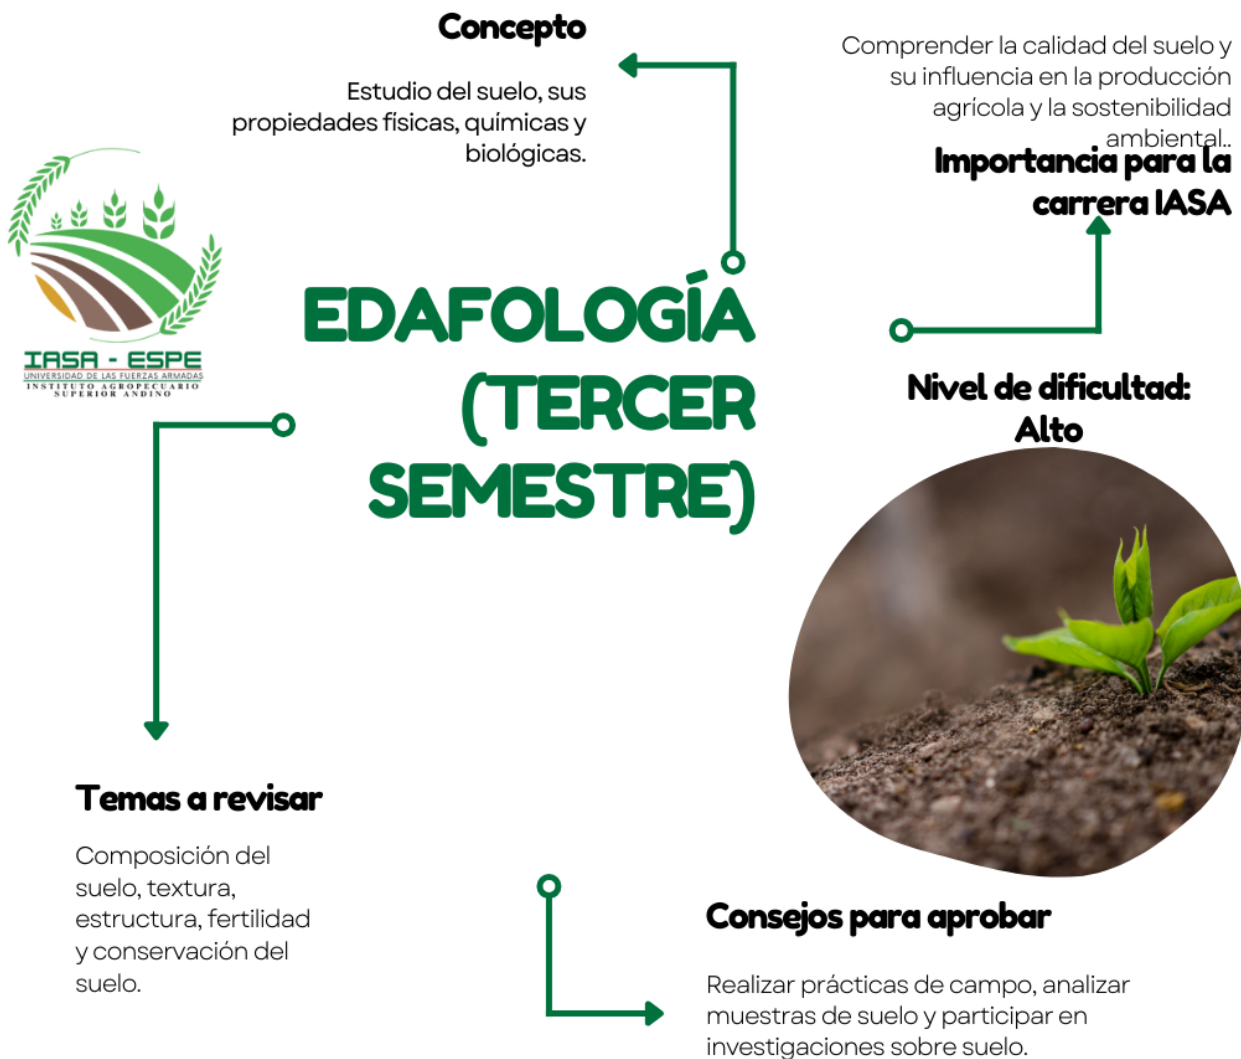 Concepto
Estudio del suelo, sus
propiedades físicas, químicas y
biológicas.
Comprender la calidad del suelo y
su influencia en la producción
agrícola y la sostenibilidad
ambiental..
Importancia para la
carrera IASA
IASA - ESPE
UNIVERSIDAD DE LAS FUERZAS ARMADAS
INSTITUTO AGROPECUARIO
SUPERIOR ANDINO
EDAFOLOGÍA
(TERCER
SEMESTRE)
Nivel de dificultad:
Alto
Temas a revisar
Composición del
suelo, textura,
estructura, fertilidad
y conservación del
suelo.
Consejos para aprobar
Realizar prácticas de campo, analizar
muestras de suelo y participar en
investigaciones sobre suelo.